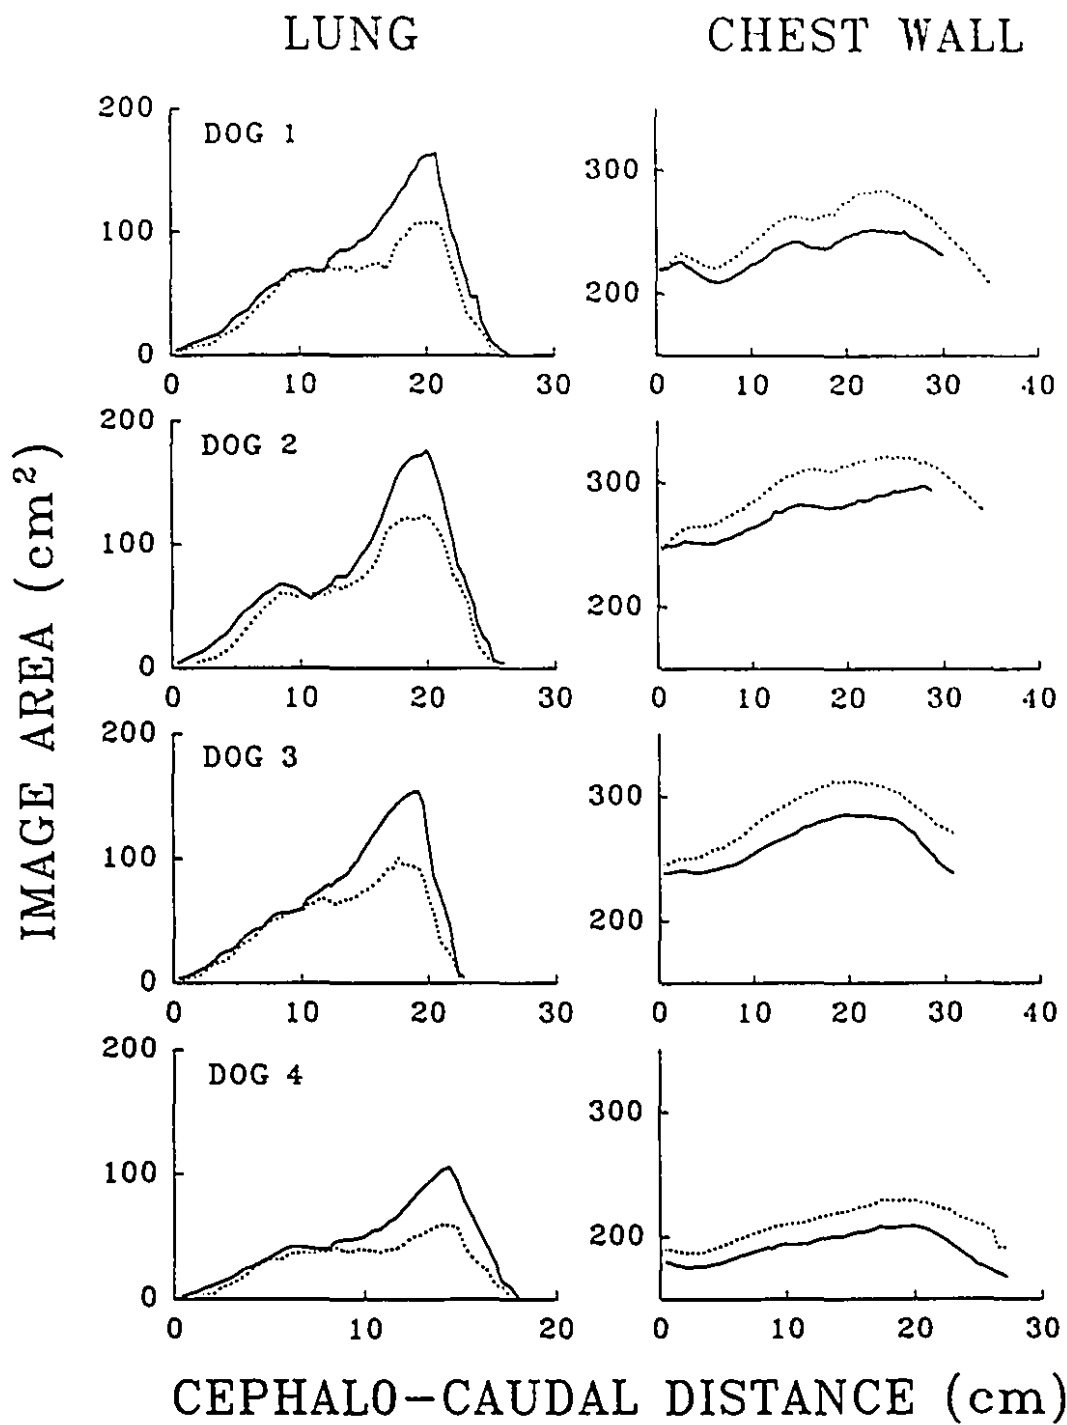 LUNG CHEST WALL
IMAGE AREA (cm²)
DOG 1
200
100
0
0 10 20 30
300
200
0 10 20 30 40
DOG 2
200
100
0
0 10 20 30
300
200
0 10 20 30 40
DOG 3
200
100
0
0 10 20 30
300
200
0 10 20 30 40
DOG 4
200
100
0
0 10 20
300
200
0 10 20 30
CEPHALO-CAUDAL DISTANCE (cm)